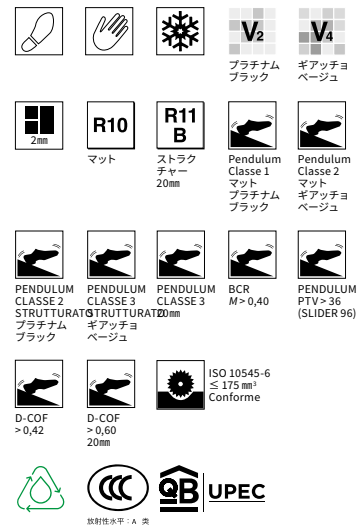 V2
V4
プラチナム
ブラック
ギアッチョ
ベージュ
2mm
R10
R11
B
マット
ストラク
チャー
20mm
Pendulum
Classe 1
マット
プラチナム
ブラック
Pendulum
Classe 2
マット
ギアッチョ
ベージュ
PENDULUM
CLASSE 2
STRUTTURATO
プラチナム
ブラック
PENDULUM
CLASSE 3
STRUTTURATO
ギアッチョ
ベージュ
PENDULUM
CLASSE 3
20mm
BCR
M > 0,40
PENDULUM
PTV > 36
(SLIDER 96)
D-COF
> 0,42
D-COF
> 0,60
20mm
ISO 10545-6
≤ 175 mm³
Conforme
CCC
放射性水平：A 类
QB
UPEC